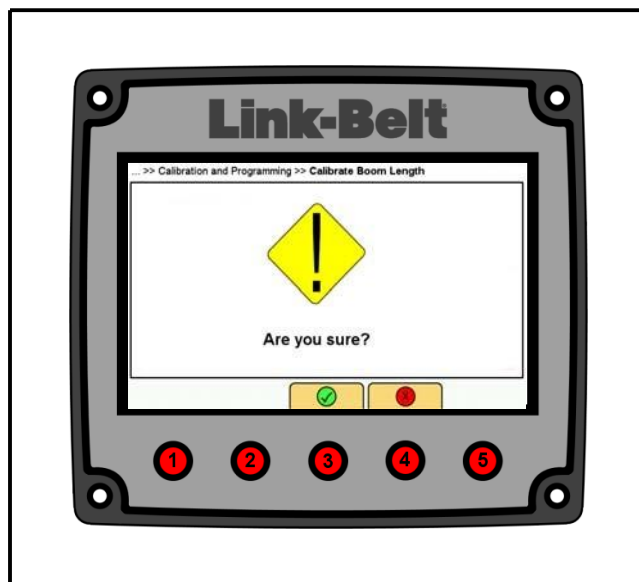 Link-Belt
... >> Calibration and Programming >> Calibrate Boom Length
!
Are you sure?
X
1 2 3 4 5